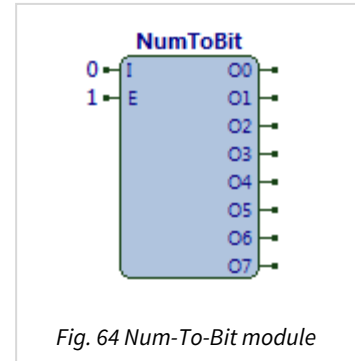 NumToBit
0 I O0
1 E O1
O2
O3
O4
O5
O6
O7
Fig. 64 Num-To-Bit module